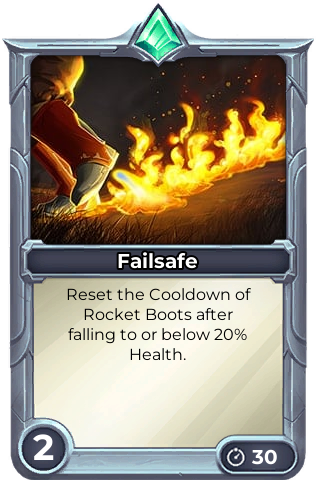 Failsafe
Reset the Cooldown of
Rocket Boots after
falling to or below 20%
Health.
2
30